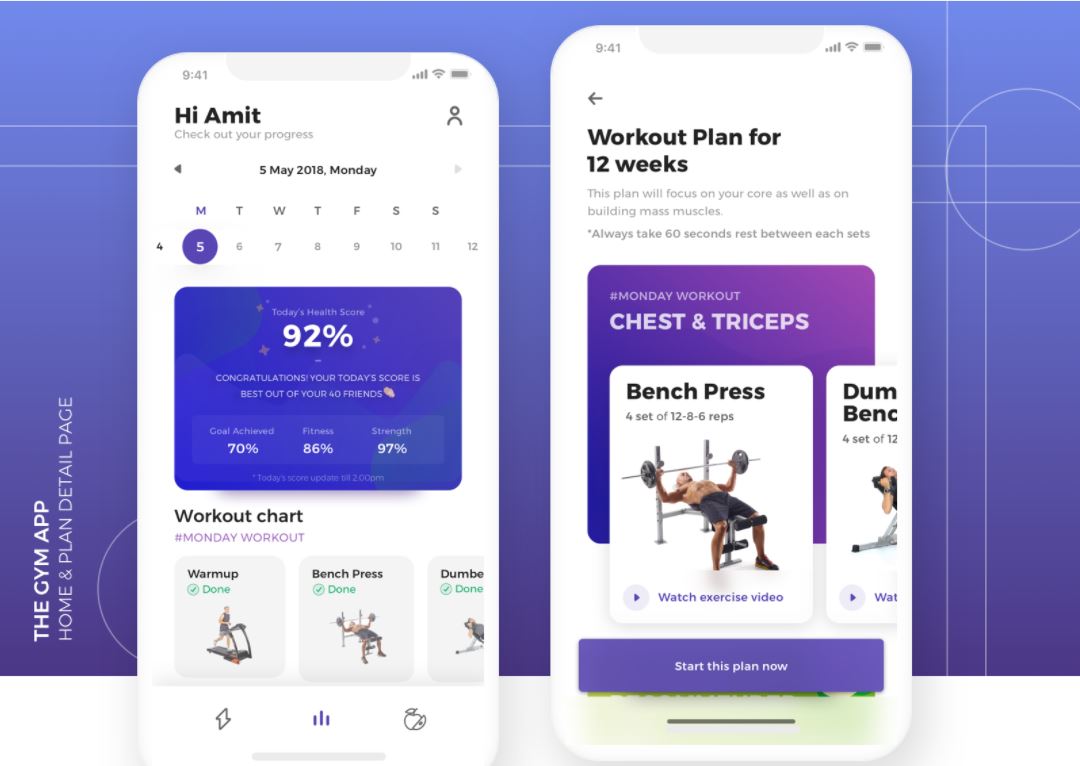 THE GYM APP
HOME & PLAN DETAIL PAGE
9:41
Hi Amit
Check out your progress
5 May 2018, Monday
M T W T F S S
4 5 6 7 8 9 10 11 12
Today's Health Score
92%
CONGRATULATIONS! YOUR TODAY'S SCORE IS
BEST OUT OF YOUR 40 FRIENDS👏🏼
Goal Achieved Fitness Strength
70% 86% 97%
* Today's score update till 2:00pm
Workout chart
#MONDAY WORKOUT
Warmup
Done
Bench Press
Done
Dumbe
Done
9:41
Workout Plan for
12 weeks
This plan will focus on your core as well as on
building mass muscles.
*Always take 60 seconds rest between each sets
#MONDAY WORKOUT
CHEST & TRICEPS
Bench Press
4 set of 12-8-6 reps
Watch exercise video
Dum
Benc
4 set of 12
Wat
Start this plan now